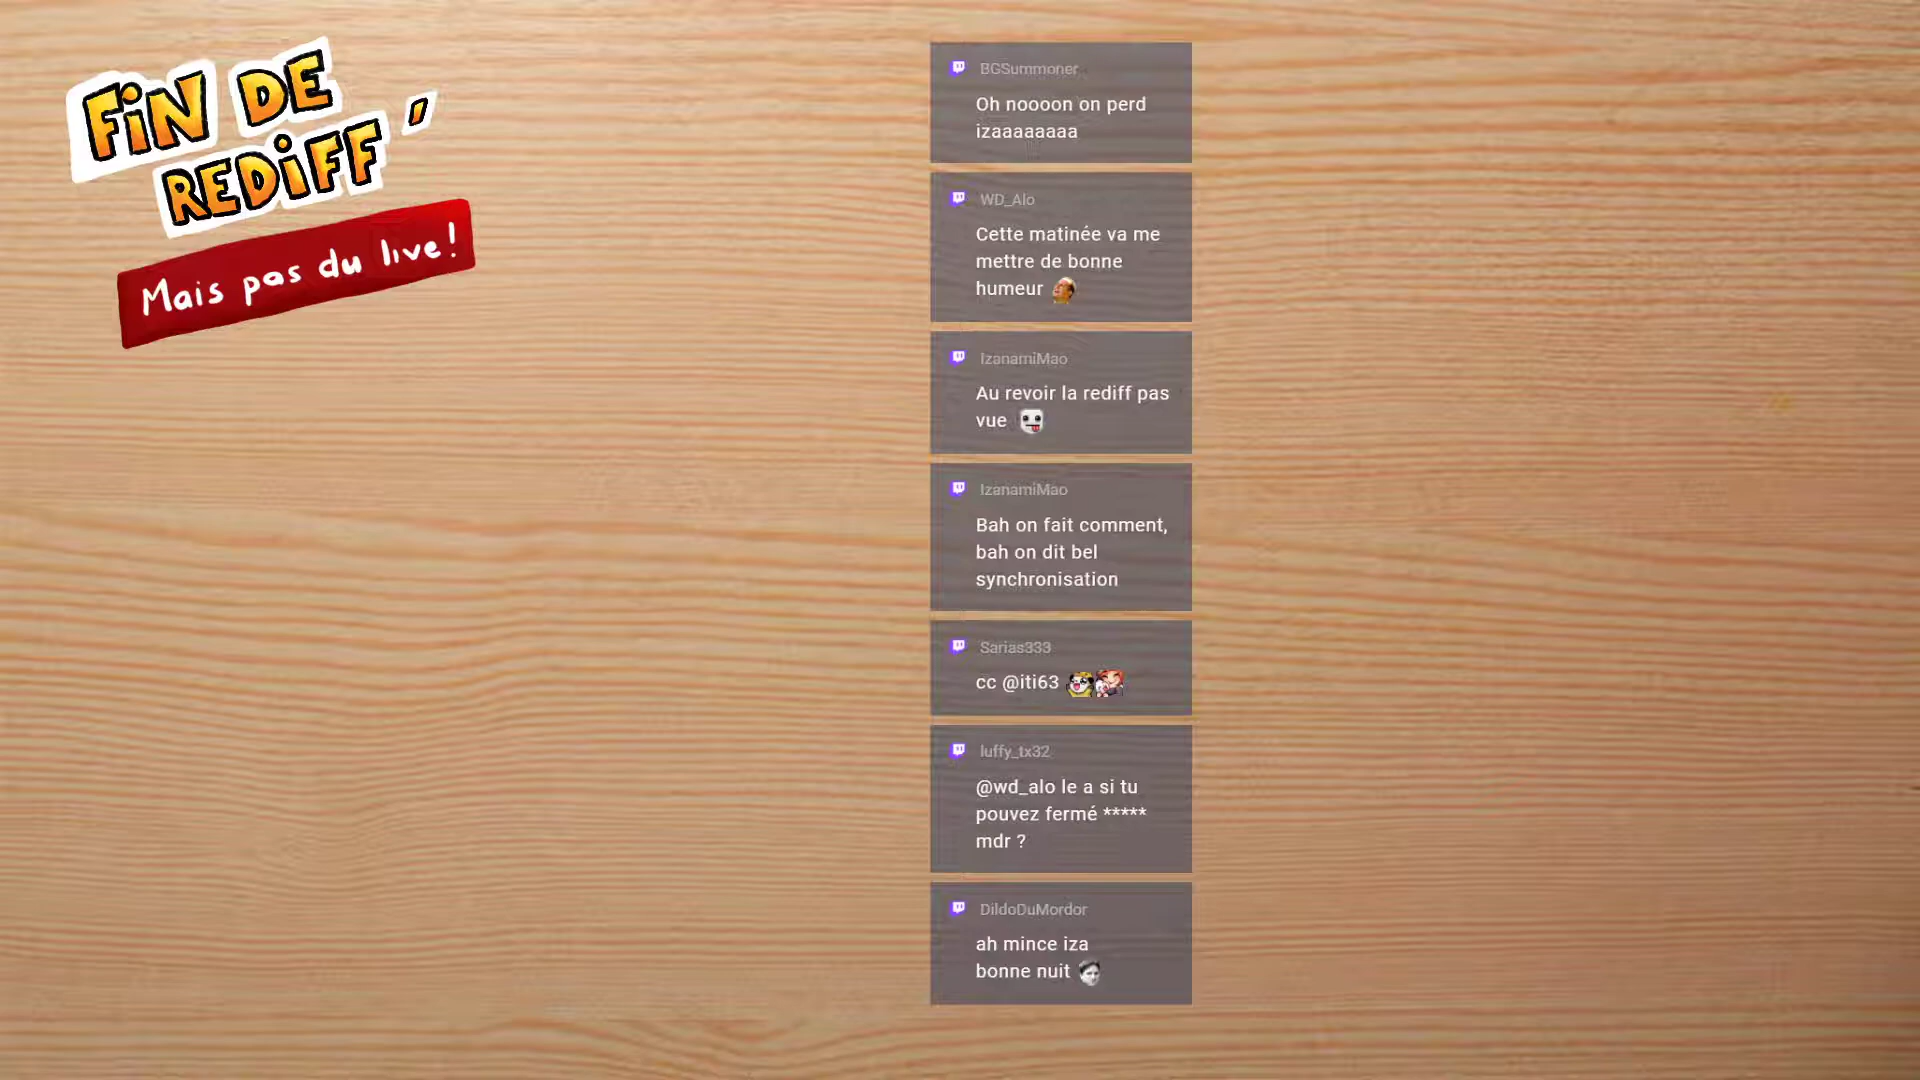 FIN DE
REDIFF'
Mais pas du live!
BGSummoner
Oh noooon on perd
izaaaaaaaa
WD_Alo
Cette matinée va me
mettre de bonne
humeur
IzanamiMao
Au revoir la rediff pas
vue
IzanamiMao
Bah on fait comment,
bah on dit bel
synchronisation
Sarias333
cc @iti63
luffy_tx32
@wd_alo le a si tu
pouvez fermé *****
mdr ?
DildoDuMordor
ah mince iza
bonne nuit